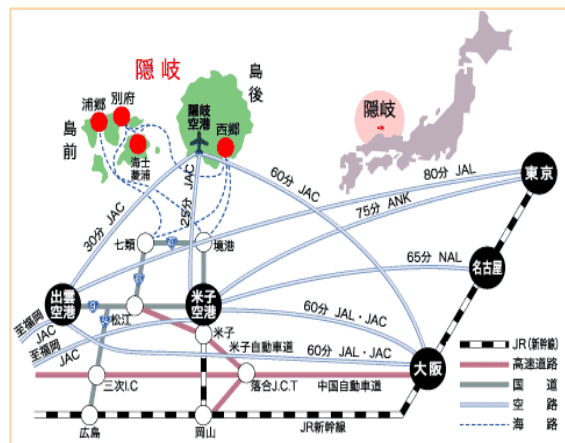 隠岐
島後
別府
浦郷
隠岐
空港
西郷
島前
海士
菱浦
隠岐
東京
80分 JAL
75分 ANK
60分 JAC
25分 JAC
30分 JAC
七類
境港
65分 NAL
名古屋
出雲
空港
9
松江
米子
空港
60分 JAL・JAC
米子
米子自動車道
60分 JAL・JAC
至福岡
JAC
至福岡
JAC
大阪
三次I.C
落合J.C.T
中国自動車道
広島
岡山
JR新幹線
JR(新幹線)
高速道路
国道
空路
海路